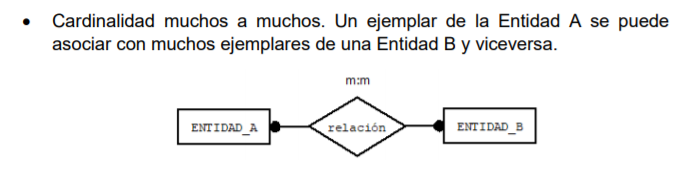 • Cardinalidad muchos a muchos. Un ejemplar de la Entidad A se puede
asociar con muchos ejemplares de una Entidad B y viceversa.
m:m
ENTIDAD_A relación ENTIDAD_B